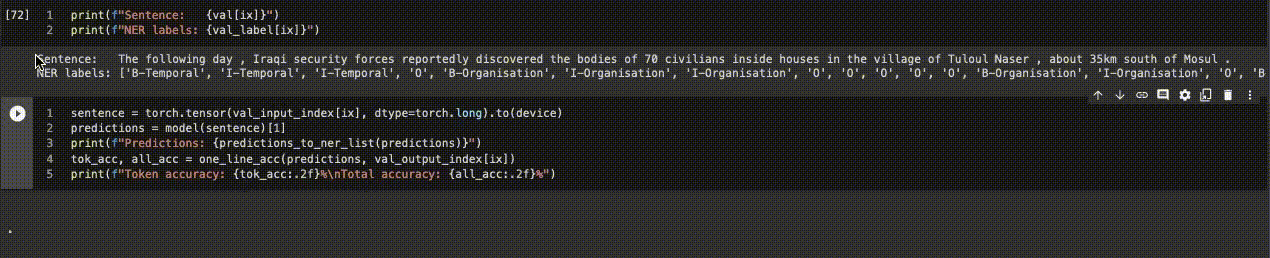 [72] 1 print(f"Sentence:   {val[ix]}")
2 print(f"NER labels: {val_label[ix]}")
Sentence:   The following day , Iraqi security forces reportedly discovered the bodies of 70 civilians inside houses in the village of Tuloul Naser , about 35km south of Mosul .
NER labels: ['B-Temporal', 'I-Temporal', 'I-Temporal', 'O', 'B-Organisation', 'I-Organisation', 'I-Organisation', 'O', 'O', 'O', 'O', 'O', 'B-Organisation', 'I-Organisation', 'O', 'B
1 sentence = torch.tensor(val_input_index[ix], dtype=torch.long).to(device)
2 predictions = model(sentence)[1]
3 print(f"Predictions: {predictions_to_ner_list(predictions)}")
4 tok_acc, all_acc = one_line_acc(predictions, val_output_index[ix])
5 print(f"Token accuracy: {tok_acc:.2f}%\nTotal accuracy: {all_acc:.2f}%")